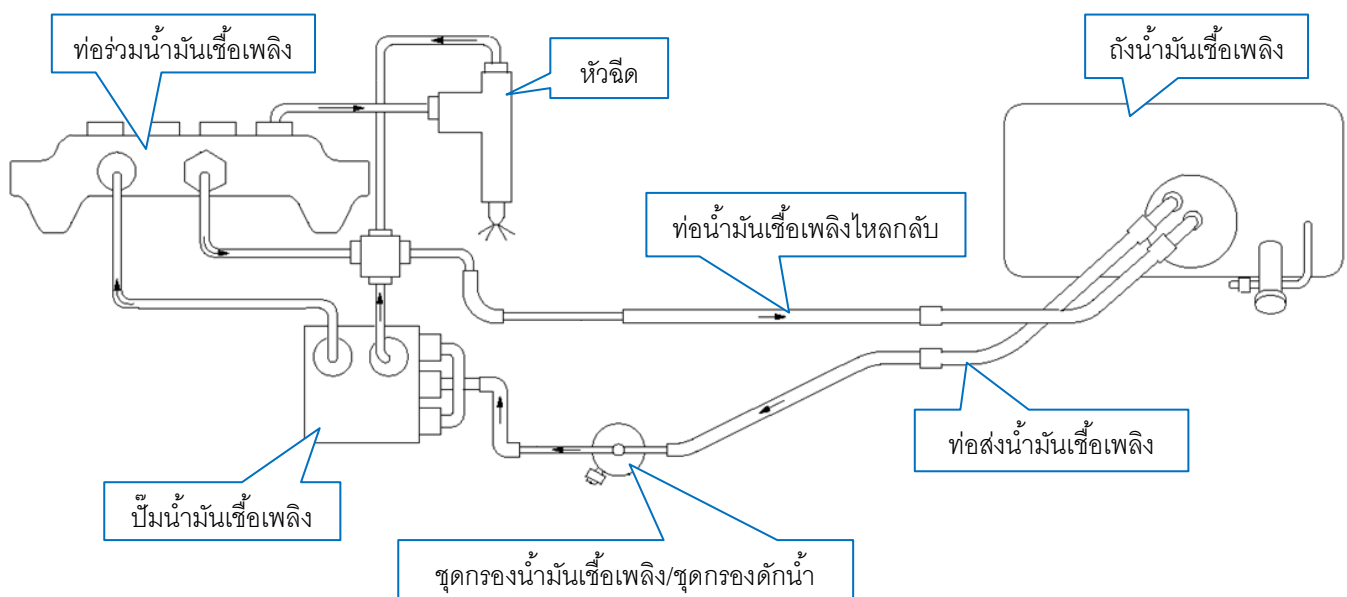 ท่อร่วมน้ำมันเชื้อเพลิง
หัวฉีด
ถังน้ำมันเชื้อเพลิง
ท่อน้ำมันเชื้อเพลิงไหลกลับ
ท่อส่งน้ำมันเชื้อเพลิง
ปั๊มน้ำมันเชื้อเพลิง
ชุดกรองน้ำมันเชื้อเพลิง/ชุดกรองดักน้ำ